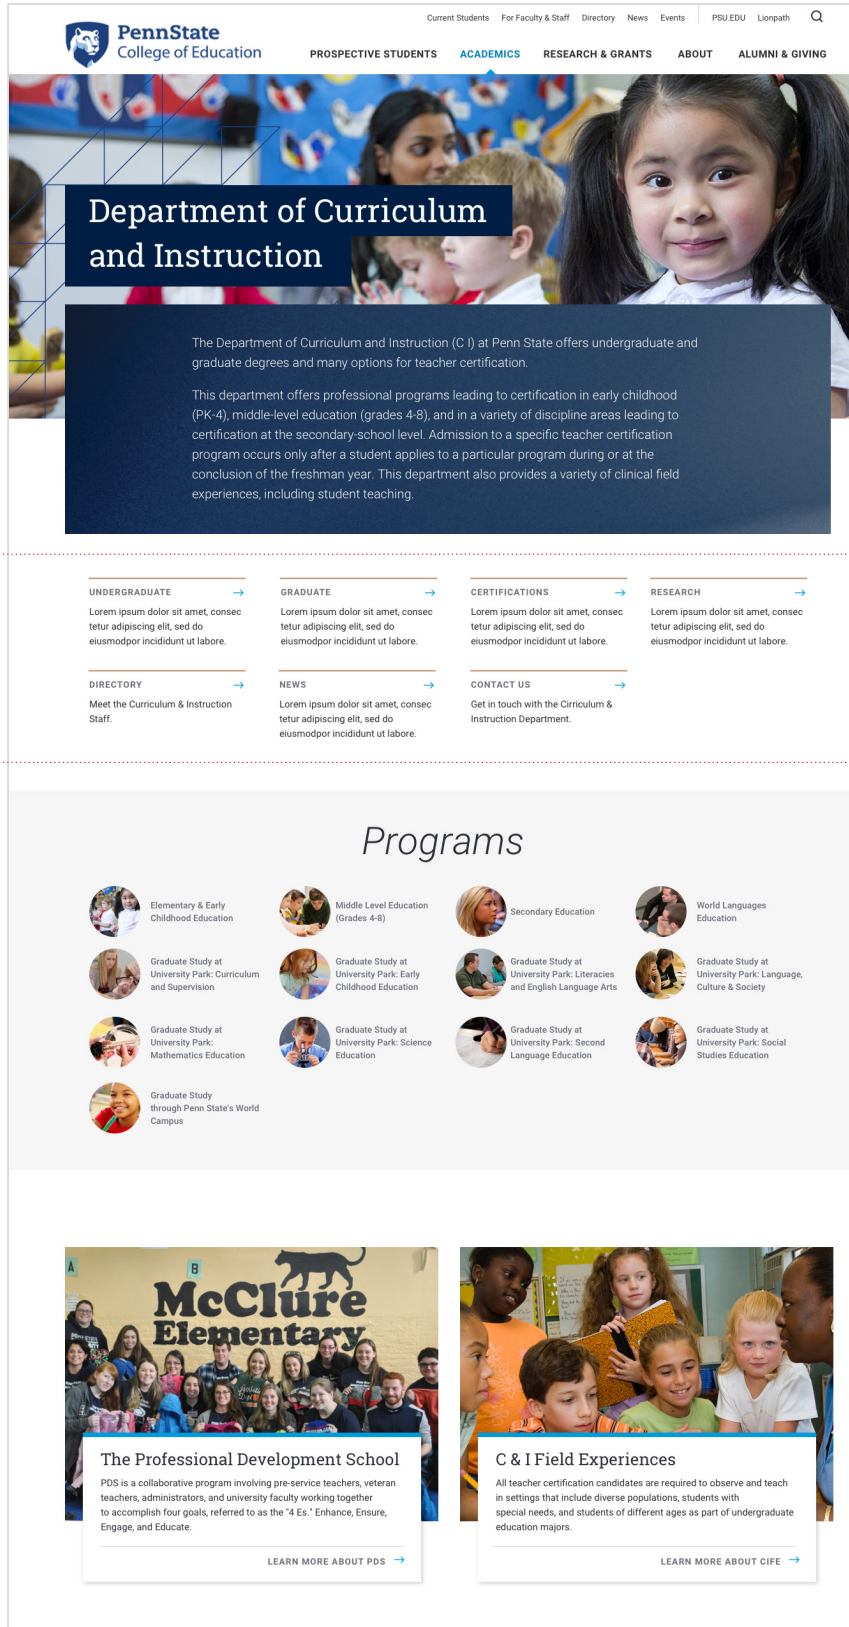 Current Students For Faculty & Staff Directory News Events PSU.EDU Lionpath
PennState
College of Education
PROSPECTIVE STUDENTS ACADEMICS RESEARCH & GRANTS ABOUT ALUMNI & GIVING
Department of Curriculum
and Instruction
The Department of Curriculum and Instruction (C I) at Penn State offers undergraduate and
graduate degrees and many options for teacher certification.
This department offers professional programs leading to certification in early childhood
(PK-4), middle-level education (grades 4-8), and in a variety of discipline areas leading to
certification at the secondary-school level. Admission to a specific teacher certification
program occurs only after a student applies to a particular program during or at the
conclusion of the freshman year. This department also provides a variety of clinical field
experiences, including student teaching.
UNDERGRADUATE
Lorem ipsum dolor sit amet, consec
tetur adipiscing elit, sed do
eiusmodpor incididunt ut labore.
GRADUATE
Lorem ipsum dolor sit amet, consec
tetur adipiscing elit, sed do
eiusmodpor incididunt ut labore.
CERTIFICATIONS
Lorem ipsum dolor sit amet, consec
tetur adipiscing elit, sed do
eiusmodpor incididunt ut labore.
RESEARCH
Lorem ipsum dolor sit amet, consec
tetur adipiscing elit, sed do
eiusmodpor incididunt ut labore.
DIRECTORY
Meet the Curriculum & Instruction
Staff.
NEWS
Lorem ipsum dolor sit amet, consec
tetur adipiscing elit, sed do
eiusmodpor incididunt ut labore.
CONTACT US
Get in touch with the Cirriculum &
Instruction Department.
Programs
Elementary & Early
Childhood Education
Middle Level Education
(Grades 4-8)
Secondary Education
World Languages
Education
Graduate Study at
University Park: Curriculum
and Supervision
Graduate Study at
University Park: Early
Childhood Education
Graduate Study at
University Park: Literacies
and English Language Arts
Graduate Study at
University Park: Language,
Culture & Society
Graduate Study at
University Park:
Mathematics Education
Graduate Study at
University Park: Science
Education
Graduate Study at
University Park: Second
Language Education
Graduate Study at
University Park: Social
Studies Education
Graduate Study
through Penn State's World
Campus
A
B
McClure
Elementary
The Professional Development School
PDS is a collaborative program involving pre-service teachers, veteran
teachers, administrators, and university faculty working together
to accomplish four goals, referred to as the "4 Es." Enhance, Ensure,
Engage, and Educate.
LEARN MORE ABOUT PDS
C & I Field Experiences
All teacher certification candidates are required to observe and teach
in settings that include diverse populations, students with
special needs, and students of different ages as part of undergraduate
education majors.
LEARN MORE ABOUT CIFE